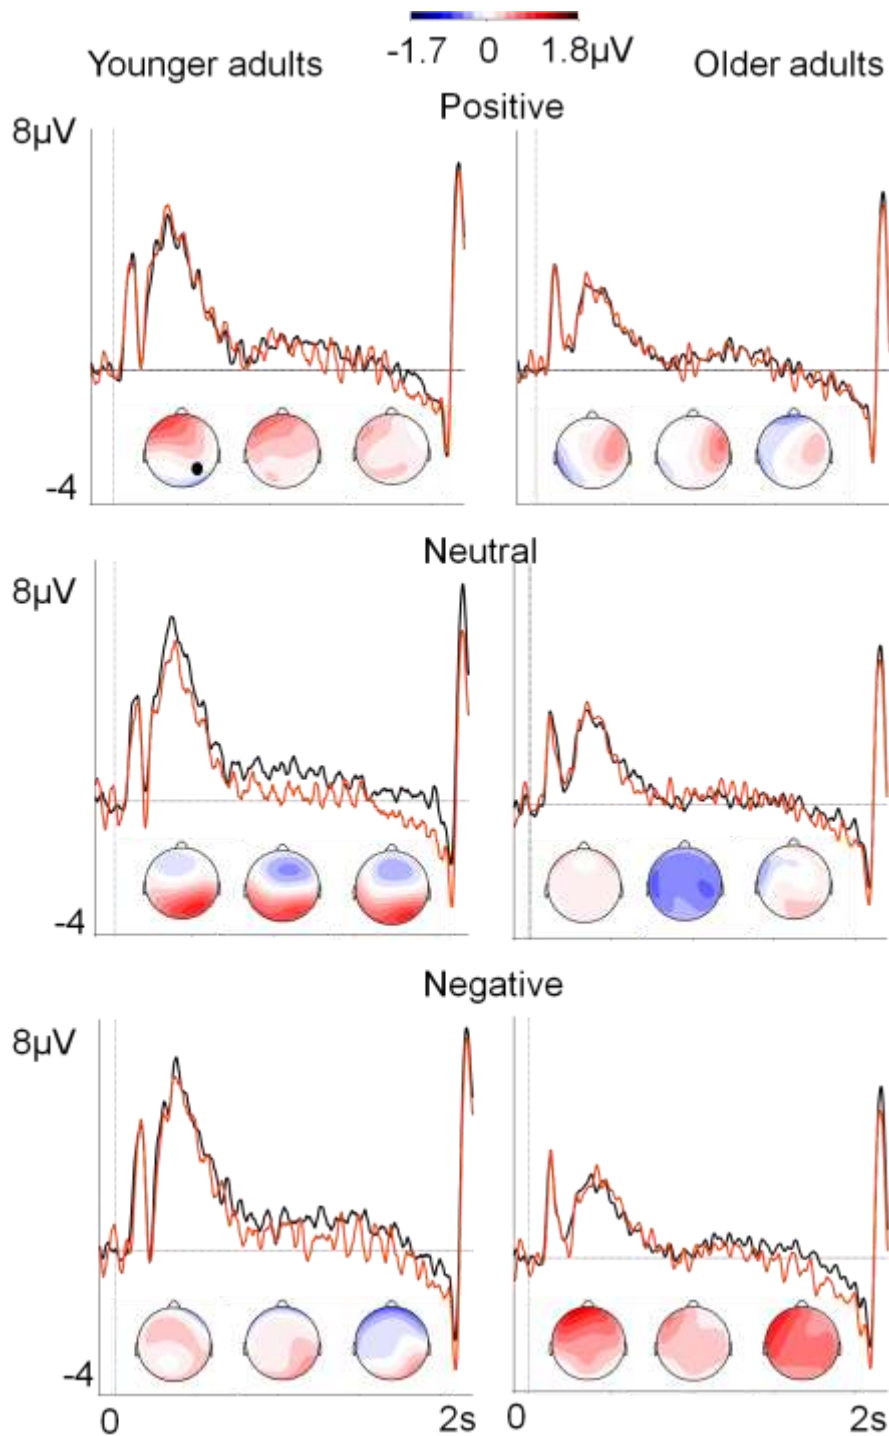 -1.7 0 1.8µV
Younger adults Older adults
Positive
8µV
-4
Neutral
8µV
-4
Negative
8µV
-4
0 2s 0 2s